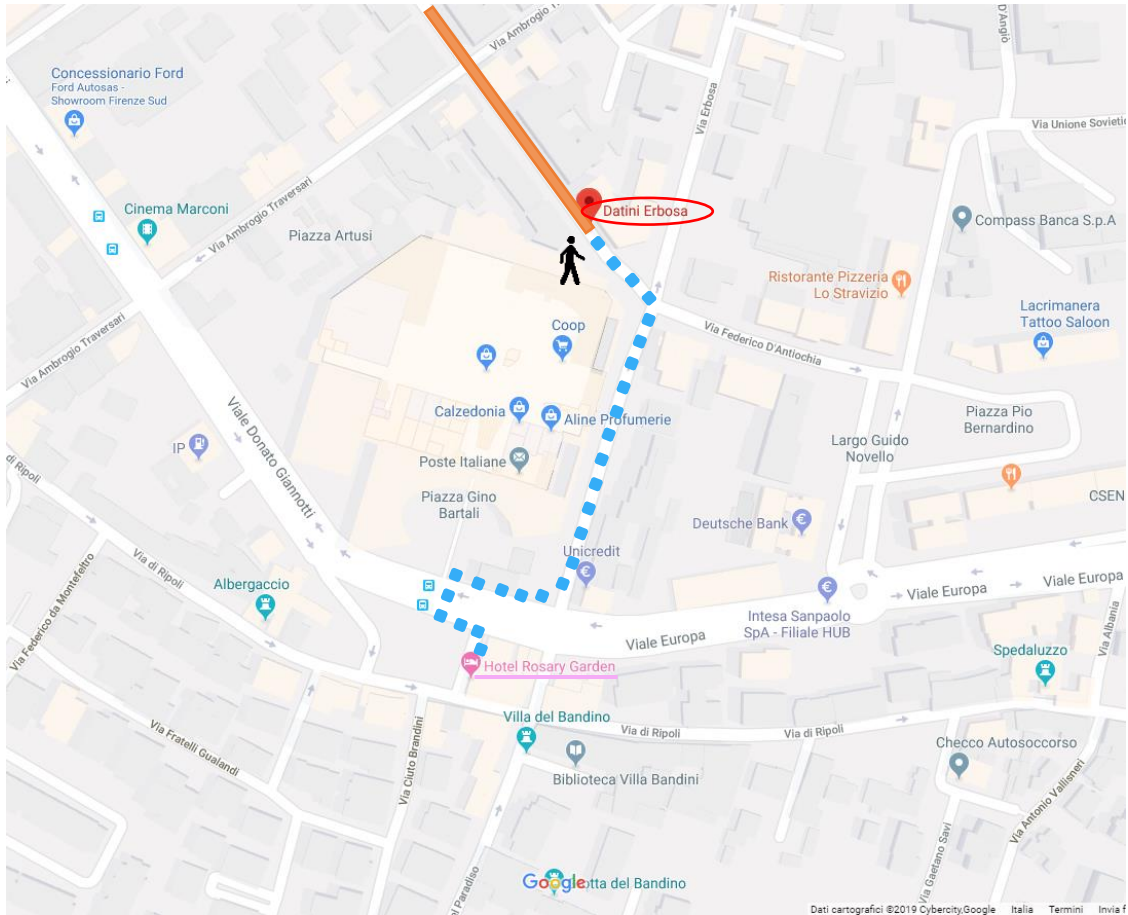 D'Angiò
Via Ambrogio Traversari
Concessionario Ford
Ford Autosas -
Showroom Firenze Sud
Via Erbosa
Via Unione Sovietic
Cinema Marconi
Via Ambrogio Traversari
Piazza Artusi
Datini Erbosa
Compass Banca S.p.A
Ristorante Pizzeria
Lo Stravizio
Lacrimanera
Tattoo Saloon
Coop
Via Federico D'Antiochia
Via Ambrogio Traversari
Viale Donato Giannotti
Calzedonia
Aline Profumerie
Piazza Pio
Bernardino
IP
Largo Guido
Novello
di Ripoli
Poste Italiane
Piazza Gino
Bartali
CSEN
Deutsche Bank
Via di Ripoli
Unicredit
Albergaccio
Via Federico da Montefeltro
Viale Europa
Viale Europa
Intesa Sanpaolo
SpA - Filiale HUB
Viale Europa
Via Albania
Hotel Rosary Garden
Spedaluzzo
Villa del Bandino
Via di Ripoli
Via di Ripoli
Via Fratelli Gualandi
Via Ciuto Brandini
Checco Autosoccorso
Biblioteca Villa Bandini
Via Antonio Vallisneri
Via Gaetano Savi
el Paradiso
Google
otta del Bandino
Dati cartografici ©2019 Cybercity,Google Italia Termini Invia f